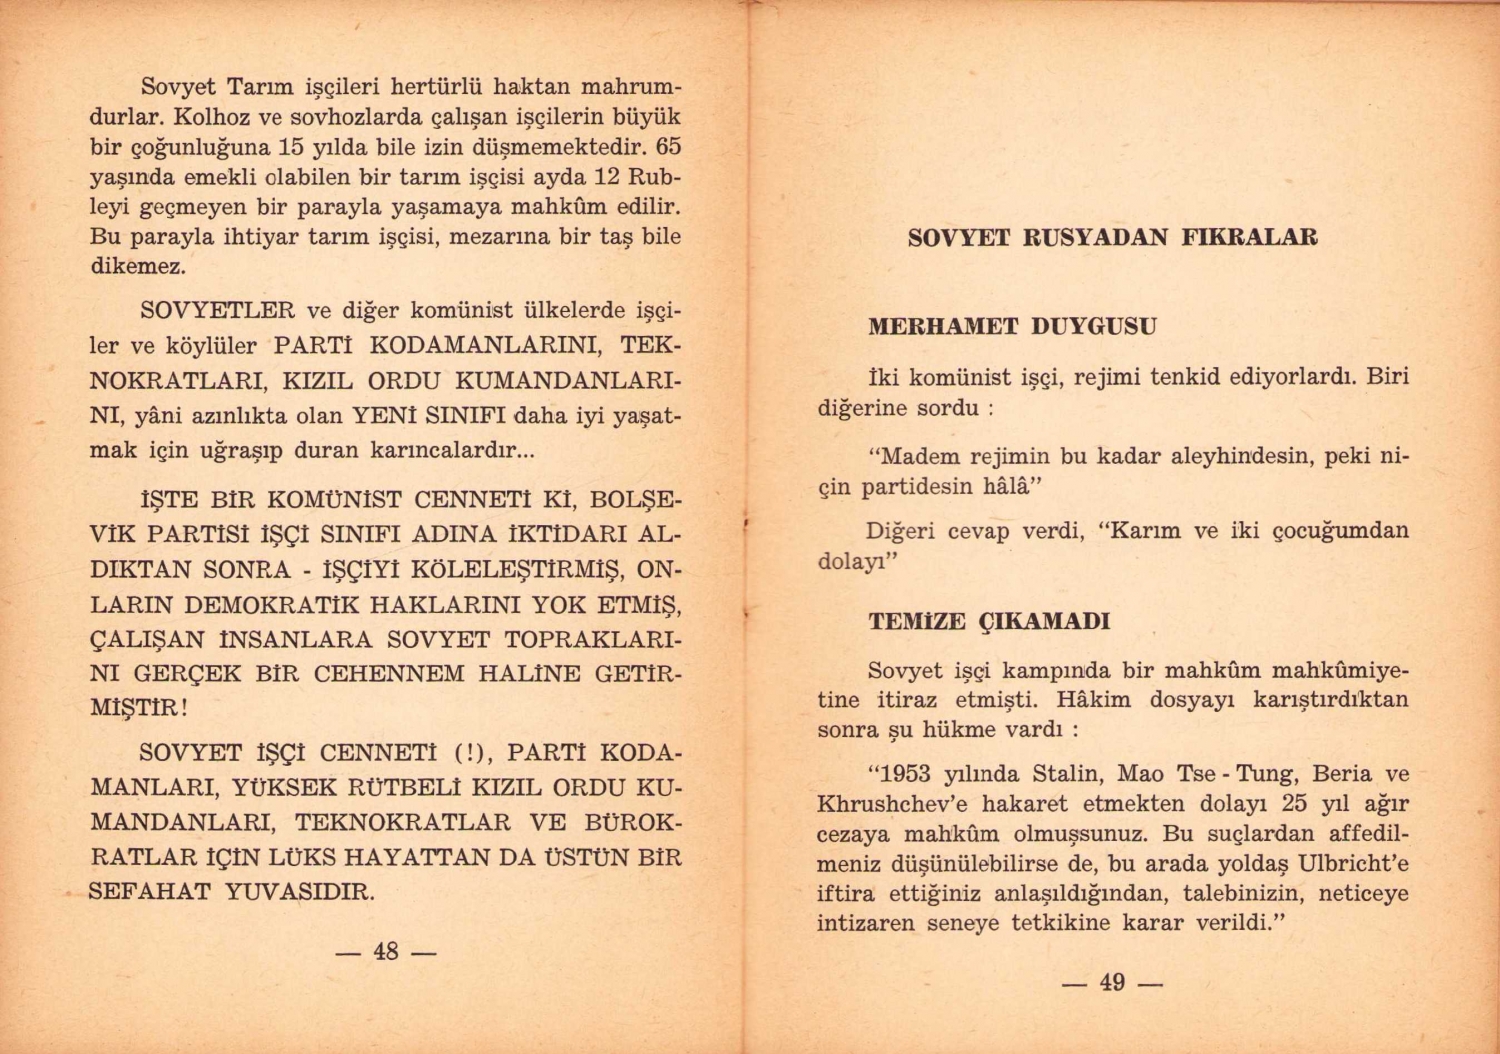 Sovyet Tarım işçileri hertürlü haktan mahrum-
durlar. Kolhoz ve sovhozlarda çalışan işçilerin büyük
bir çoğunluğuna 15 yılda bile izin düşmemektedir. 65
yaşında emekli olabilen bir tarım işçisi ayda 12 Rub-
leyi geçmeyen bir parayla yaşamaya mahkûm edilir.
Bu parayla ihtiyar tarım işçisi, mezarına bir taş bile
dikemez.
SOVYETLER ve diğer komünist ülkelerde işçi-
ler ve köylüler PARTİ KODAMANLARINI, TEK-
NOKRATLARI, KIZIL ORDU KUMANDANLARI-
NI, yâni azınlıkta olan YENİ SINIFI daha iyi yaşat-
mak için uğraşıp duran karıncalardır...
İŞTE BİR KOMÜNİST CENNETİ Kİ, BOLŞE-
VİK PARTİSİ İŞÇİ SINIFI ADINA İKTİDARI AL-
DIKTAN SONRA - İŞÇİYİ KÖLELEŞTİRMİŞ, ON-
LARIN DEMOKRATİK HAKLARINI YOK ETMİŞ,
ÇALIŞAN İNSANLARA SOVYET TOPRAKLARI-
NI GERÇEK BİR CEHENNEM HALİNE GETİR-
MİŞTİR!
SOVYET İŞÇİ CENNETİ (!), PARTİ KODA-
MANLARI, YÜKSEK RÜTBELİ KIZIL ORDU KU-
MANDANLARI, TEKNOKRATLAR VE BÜROK-
RATLAR İÇİN LÜKS HAYATTAN DA ÜSTÜN BİR
SEFAHAT YUVASIDIR.
— 48 —
SOVYET RUSYADAN FIKRALAR
MERHAMET DUYGUSU
İki komünist işçi, rejimi tenkid ediyorlardı. Biri
diğerine sordu :
“Madem rejimin bu kadar aleyhindesin, peki ni-
çin partidesin hâlâ”
Diğeri cevap verdi, “Karım ve iki çocuğumdan
dolayı”
TEMİZE ÇIKAMADI
Sovyet işçi kampında bir mahkûm mahkûmiye-
tine itiraz etmişti. Hâkim dosyayı karıştırdıktan
sonra şu hükme vardı :
“1953 yılında Stalin, Mao Tse - Tung, Beria ve
Khrushchev’e hakaret etmekten dolayı 25 yıl ağır
cezaya mahkûm olmuşsunuz. Bu suçlardan affedil-
meniz düşünülebilirse de, bu arada yoldaş Ulbricht’e
iftira ettiğiniz anlaşıldığından, talebinizin, neticeye
intizaren seneye tetkikine karar verildi.”
— 49 —